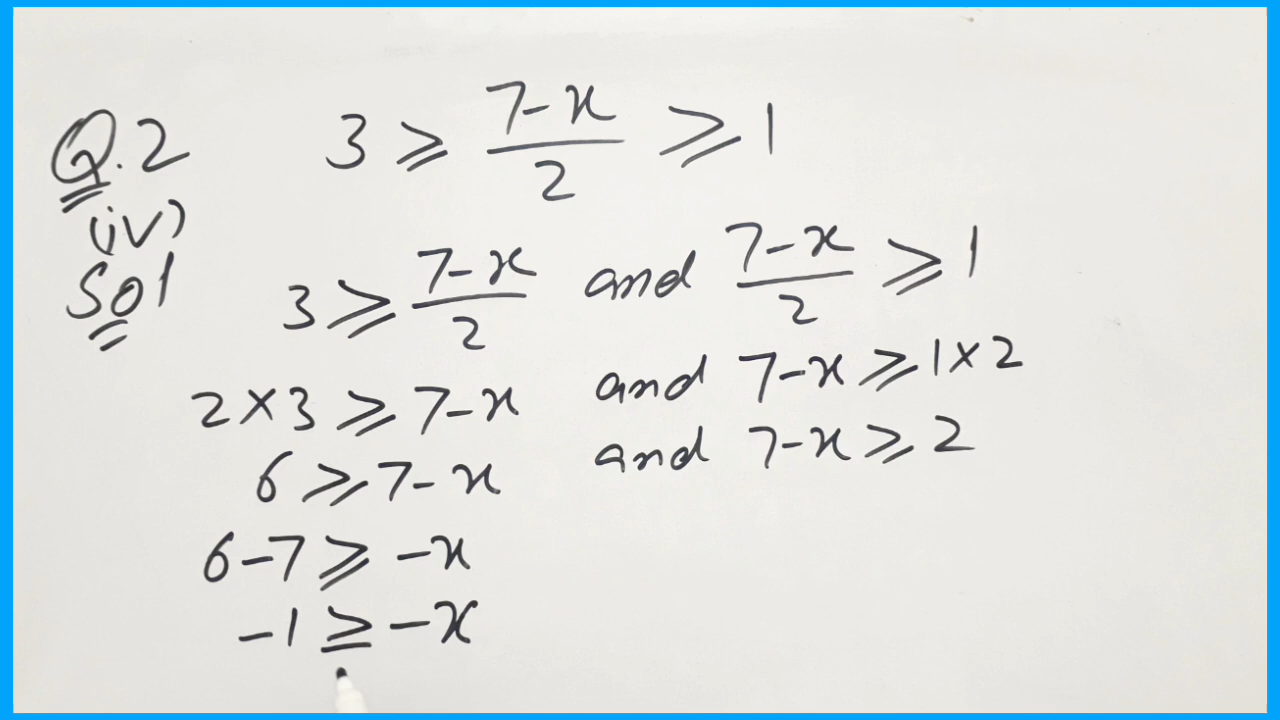 Q.2 3 ⩾ (7-x)/2 ⩾ 1
(iv)
Sol 3 ⩾ (7-x)/2 and (7-x)/2 ⩾ 1
2×3 ⩾ 7-x and 7-x ⩾ 1×2
6 ⩾ 7-x and 7-x ⩾ 2
6-7 ⩾ -x
-1 ≥ -x